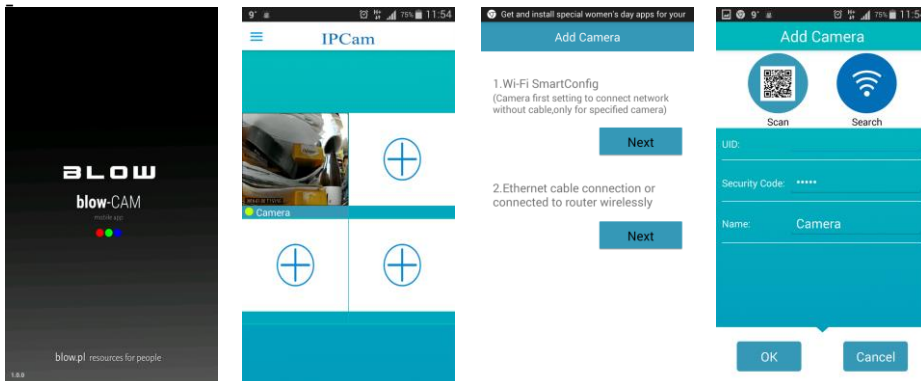 BLOW
blow-CAM
mobile app
blow.pl resources for people
1.0.0
9° 75% 11:54
IPCam
Camera
Get and install special women's day apps for your
Add Camera
1.Wi-Fi SmartConfig
(Camera first setting to connect network
without cable,only for specified camera)
Next
2.Ethernet cable connection or
connected to router wirelessly
Next
9° 75% 11:54
Add Camera
Scan Search
UID:
Security Code: •••••
Name: Camera
OK Cancel